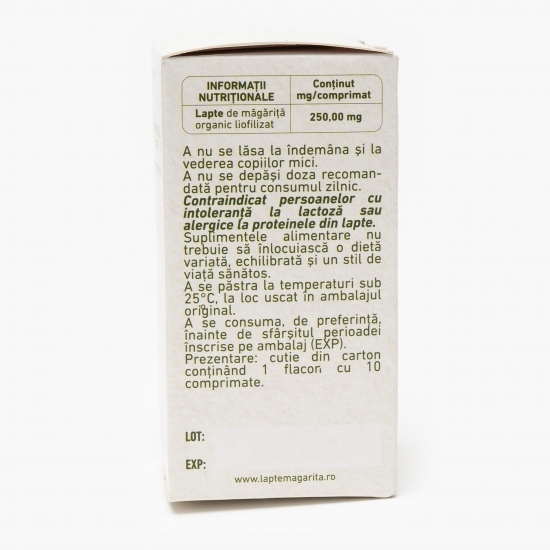 INFORMAȚII NUTRIȚIONALE
Conținut mg/comprimat
Lapte de măgăriță organic liofilizat
250,00 mg
A nu se lăsa la îndemâna și la
vederea copiilor mici.
A nu se depăși doza recoman-
dată pentru consumul zilnic.
Contraindicat persoanelor cu
intoleranță la lactoză sau
alergice la proteinele din lapte.
Suplimentele alimentare nu
trebuie să înlocuiască o dietă
variată, echilibrată și un stil de
viață sănătos.
A se păstra la temperaturi sub
25°C, la loc uscat în ambalajul
original.
A se consuma, de preferință,
înainte de sfârșitul perioadei
înscrise pe ambalaj (EXP).
Prezentare: cutie din carton
conținând 1 flacon cu 10
comprimate.
LOT:
EXP:
www.laptemagarita.ro